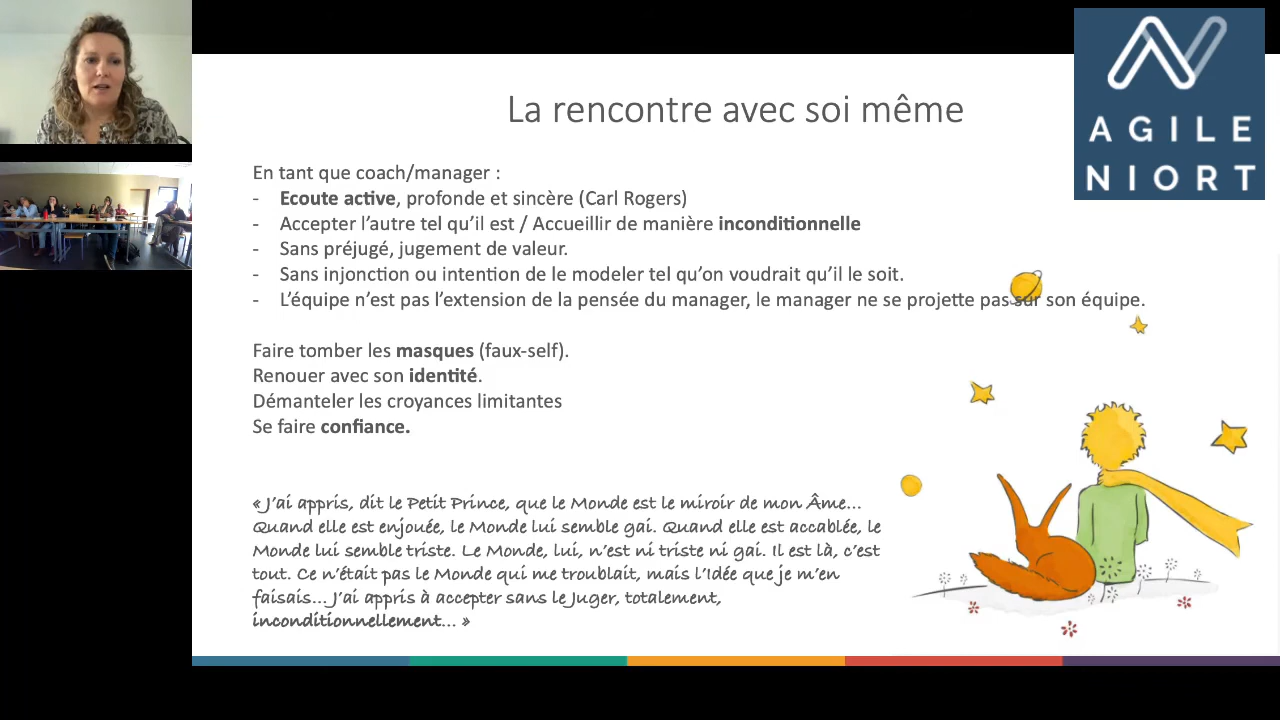 La rencontre avec soi même
AGILE
NIORT
En tant que coach/manager :
- Ecoute active, profonde et sincère (Carl Rogers)
- Accepter l’autre tel qu’il est / Accueillir de manière inconditionnelle
- Sans préjugé, jugement de valeur.
- Sans injonction ou intention de le modeler tel qu’on voudrait qu’il le soit.
- L’équipe n’est pas l’extension de la pensée du manager, le manager ne se projette pas sur son équipe.
Faire tomber les masques (faux-self).
Renouer avec son identité.
Démanteler les croyances limitantes
Se faire confiance.
« J’ai appris, dit le Petit Prince, que le Monde est le miroir de mon Âme...
Quand elle est enjouée, le Monde lui semble gai. Quand elle est accablée, le
Monde lui semble triste. Le Monde, lui, n’est ni triste ni gai. Il est là, c’est
tout. Ce n’était pas le Monde qui me troublait, mais l’Idée que je m’en
faisais... J’ai appris à accepter sans le Juger, totalement,
inconditionnellement... »